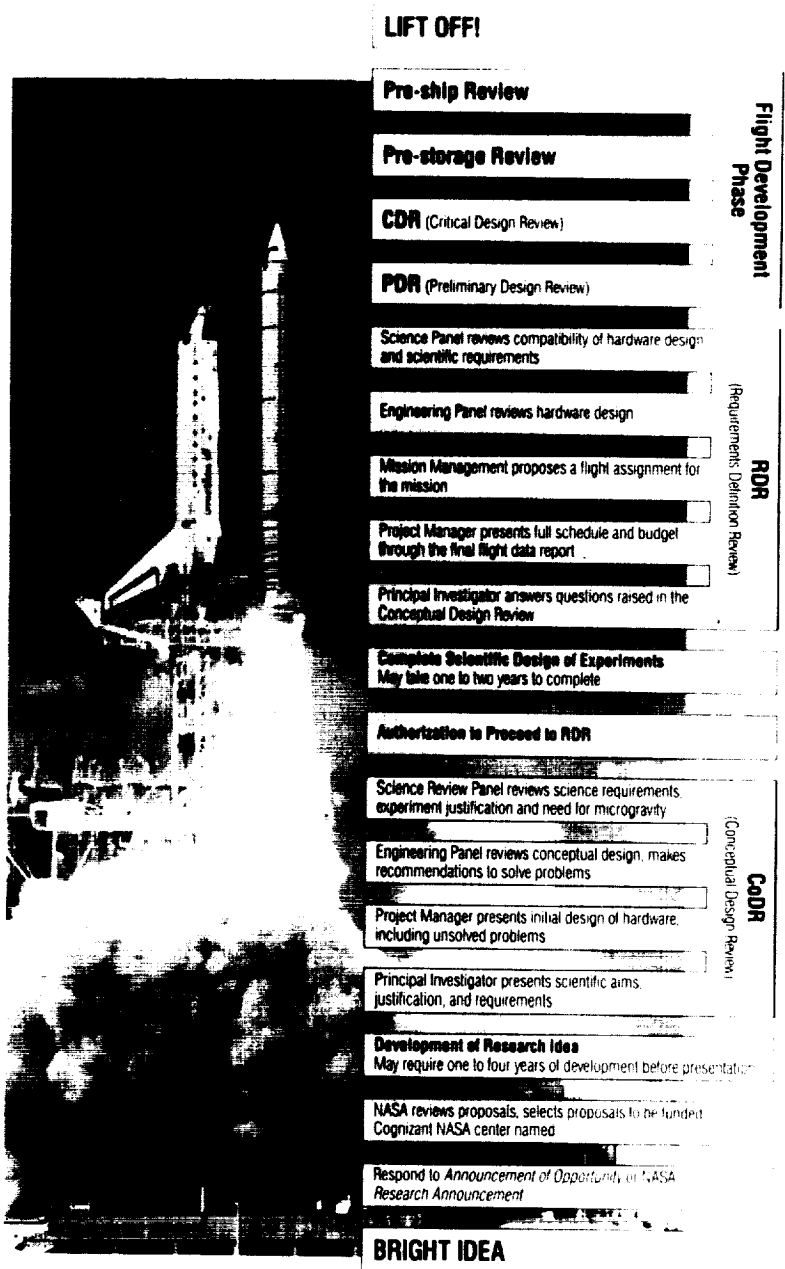 LIFT OFF!
Pre-ship Review
Pre-storage Review
CDR (Critical Design Review)
PDR (Preliminary Design Review)
Flight Development
Phase
Science Panel reviews compatibility of hardware design
and scientific requirements
Engineering Panel reviews hardware design
Mission Management proposes a flight assignment for
the mission
Project Manager presents full schedule and budget
through the final flight data report
Principal Investigator answers questions raised in the
Conceptual Design Review
RDR
(Requirements Definition Review)
Complete Scientific Design of Experiments
May take one to two years to complete
Authorization to Proceed to RDR
Science Review Panel reviews science requirements,
experiment justification and need for microgravity
Engineering Panel reviews conceptual design, makes
recommendations to solve problems
Project Manager presents initial design of hardware,
including unsolved problems
Principal Investigator presents scientific aims,
justification, and requirements
CoDR
(Conceptual Design Review)
Development of Research Idea
May require one to four years of development before presentation
NASA reviews proposals, selects proposals to be funded
Cognizant NASA center named
Respond to Announcement of Opportunity or NASA
Research Announcement
BRIGHT IDEA